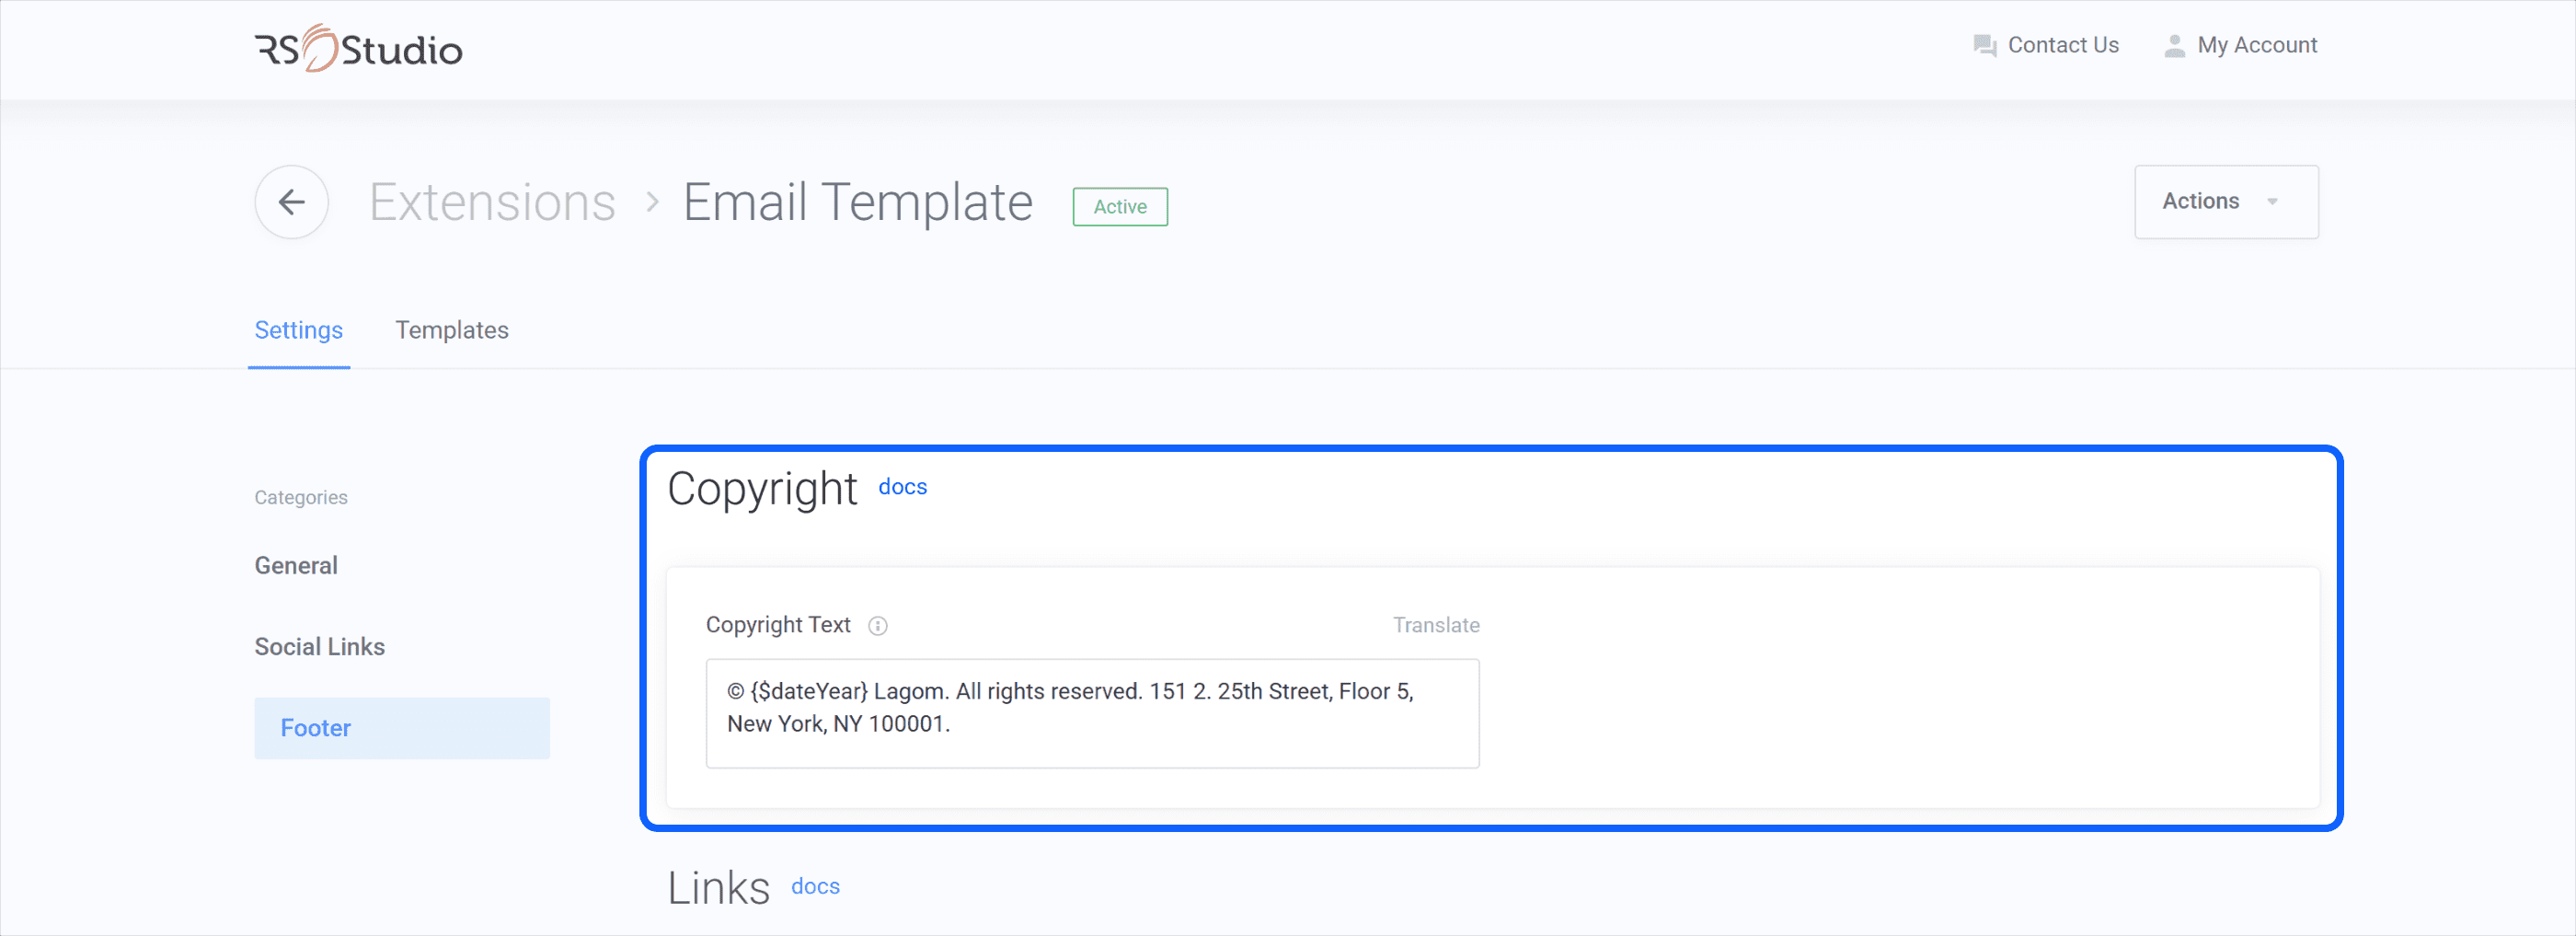 RS Studio
Contact Us
My Account
Extensions > Email Template
Active
Actions
Settings
Templates
Categories
General
Social Links
Footer
Copyright docs
Copyright Text
Translate
© {$dateYear} Lagom. All rights reserved. 151 2. 25th Street, Floor 5,
New York, NY 100001.
Links docs